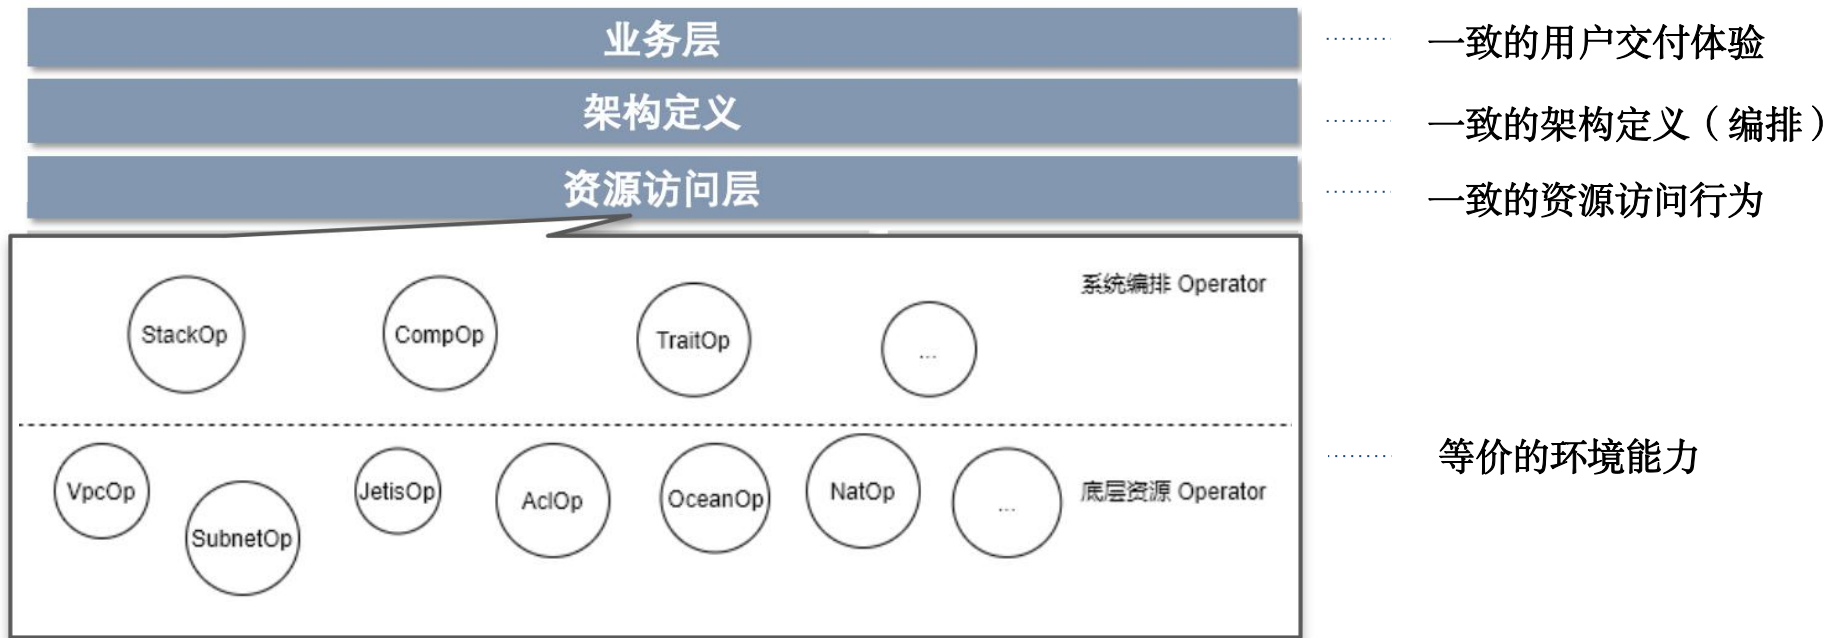 业务层
一致的用户交付体验
架构定义
一致的架构定义（编排）
资源访问层
一致的资源访问行为
系统编排 Operator
StackOp
CompOp
TraitOp
...
等价的环境能力
VpcOp
SubnetOp
JetisOp
AclOp
OceanOp
NatOp
...
底层资源 Operator